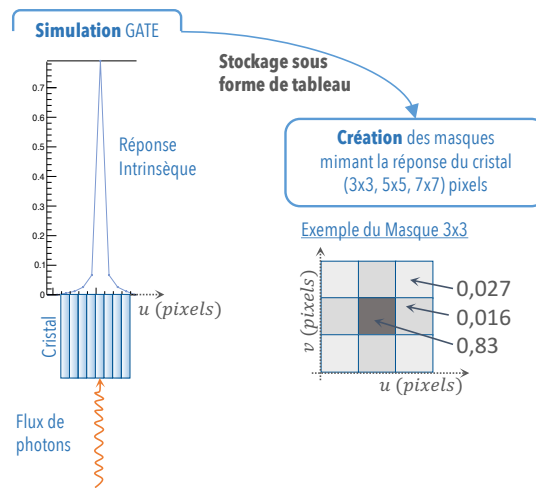 Simulation GATE
Stockage sous
forme de tableau
0.7
0.6
0.5
0.4
0.3
0.2
0.1
0
Réponse
Intrinsèque
u (pixels)
Cristal
Flux de
photons
Création des masques
mimant la réponse du cristal
(3x3, 5x5, 7x7) pixels
Exemple du Masque 3x3
v (pixels)
0,027
0,016
0,83
u (pixels)